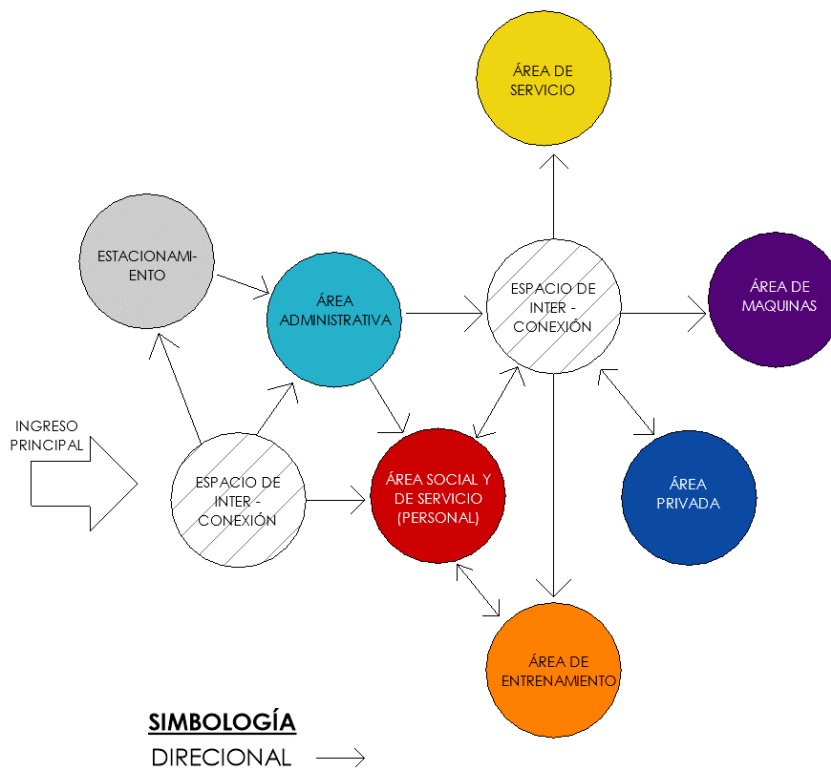 ÁREA DE
SERVICIO
ESTACIONAMI-
ENTO
ÁREA
ADMINISTRATIVA
ESPACIO DE
INTER -
CONEXIÓN
ÁREA DE
MAQUINAS
INGRESO
PRINCIPAL
ESPACIO DE
INTER -
CONEXIÓN
ÁREA SOCIAL Y
DE SERVICIO
(PERSONAL)
ÁREA
PRIVADA
ÁREA DE
ENTRENAMIENTO
SIMBOLOGÍA
DIRECIONAL